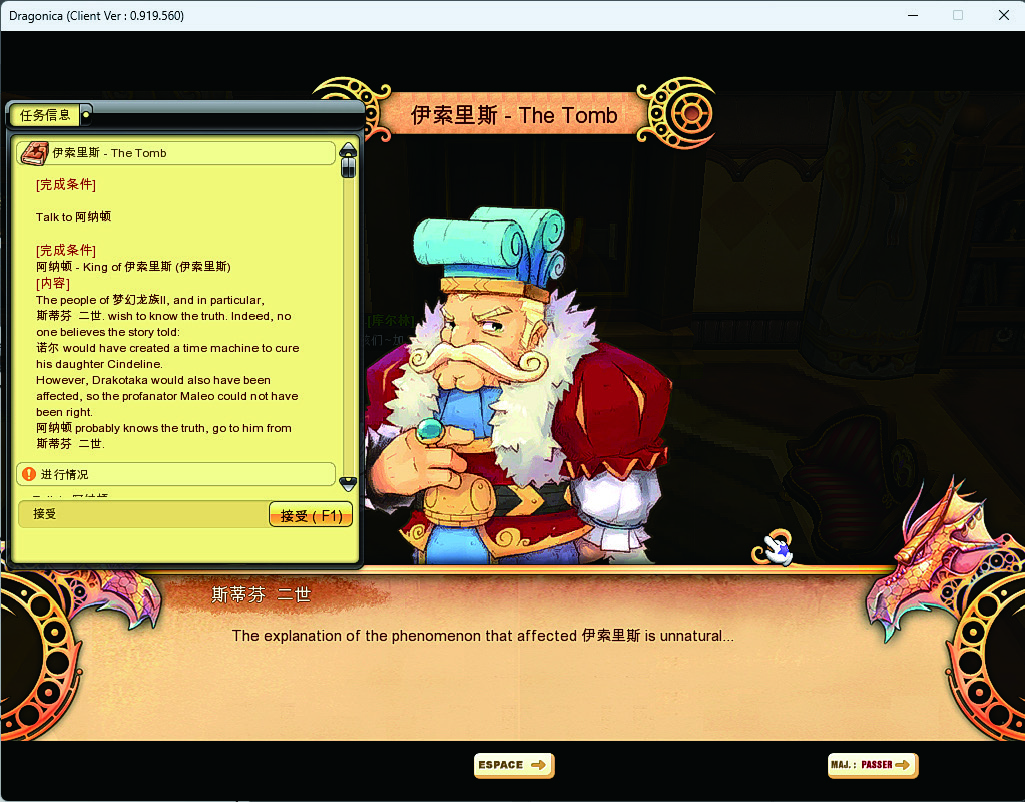 Dragonica (Client Ver : 0.919.560)
伊索里斯 - The Tomb
任务信息
伊索里斯 - The Tomb
[完成条件]
Talk to 阿纳顿
[完成条件]
阿纳顿 - King of 伊索里斯 (伊索里斯)
[内容]
The people of 梦幻龙族II, and in particular,
斯蒂芬 二世. wish to know the truth. Indeed, no
one believes the story told:
诺尔 would have created a time machine to cure
his daughter Cindeline.
However, Drakotaka would also have been
affected, so the profanator Maleo could not have
been right.
阿纳顿 probably knows the truth, go to him from
斯蒂芬 二世.
进行情况
Talk to 阿纳顿
接受
接受 ( F1)
[库尔林]
斯蒂芬 二世
The explanation of the phenomenon that affected 伊索里斯 is unnatural...
ESPACE
MAJ. : PASSER